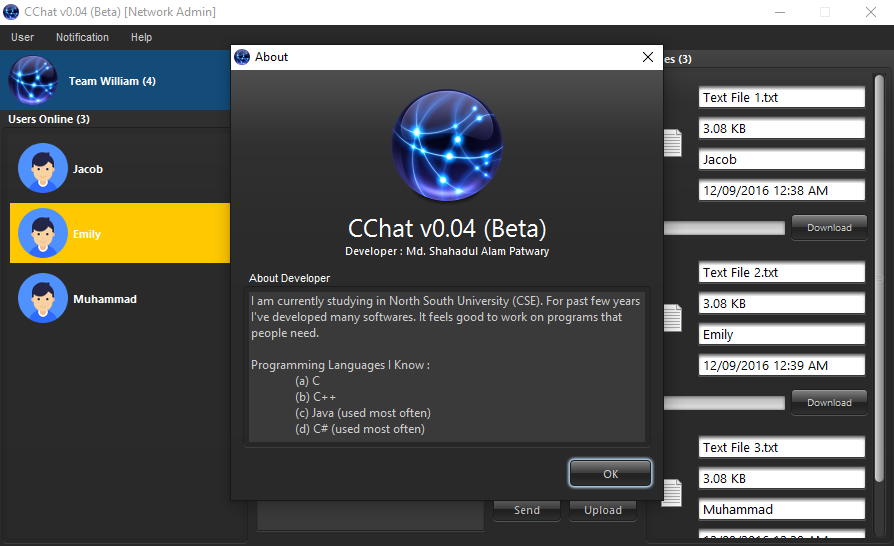 CChat v0.04 (Beta) [Network Admin]
User Notification Help
Team William (4)
Users Online (3)
Jacob
Emily
Muhammad
About
CChat v0.04 (Beta)
Developer : Md. Shahadul Alam Patwary
About Developer
I am currently studying in North South University (CSE). For past few years
I've developed many softwares. It feels good to work on programs that
people need.
Programming Languages I Know :
(a) C
(b) C++
(c) Java (used most often)
(d) C# (used most often)
OK
Send Upload
es (3)
Text File 1.txt
3.08 KB
Jacob
12/09/2016 12:38 AM
Download
Text File 2.txt
3.08 KB
Emily
12/09/2016 12:39 AM
Download
Text File 3.txt
3.08 KB
Muhammad